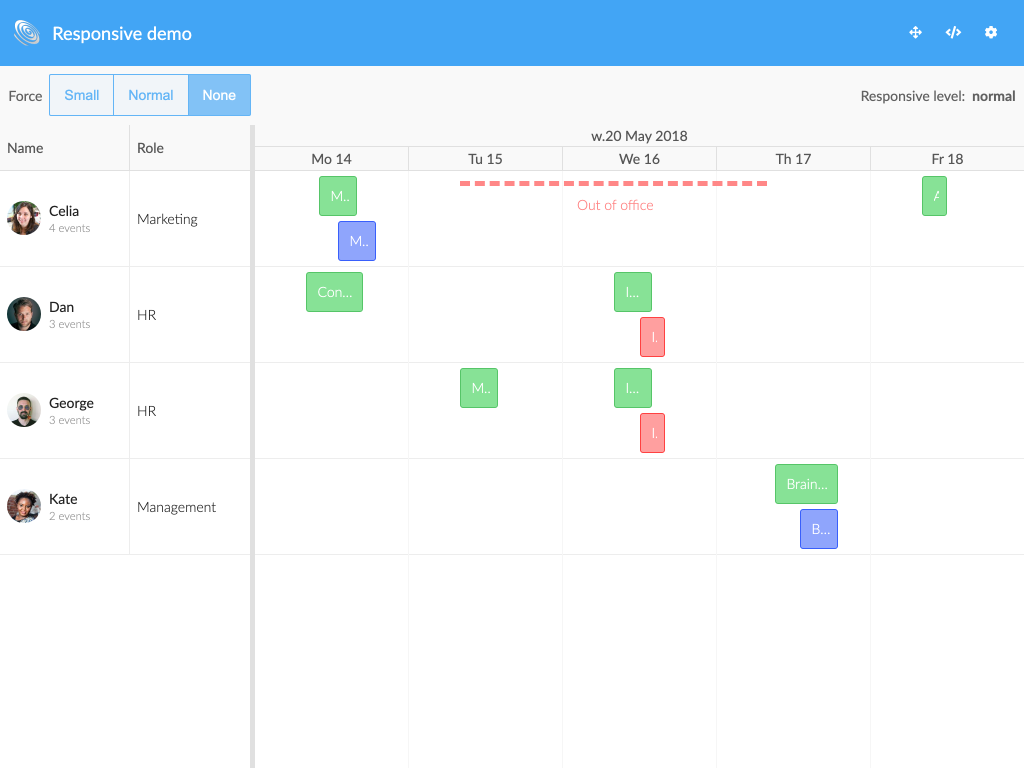 Responsive demo
Force Small Normal None Responsive level: normal
Name Role w.20 May 2018
Mo 14 Tu 15 We 16 Th 17 Fr 18
Celia
4 events
Marketing
M..
M..
Out of office
Dan
3 events
HR
Con...
I...
I.
George
3 events
HR
M..
I...
I.
Kate
2 events
Management
Brain...
B...